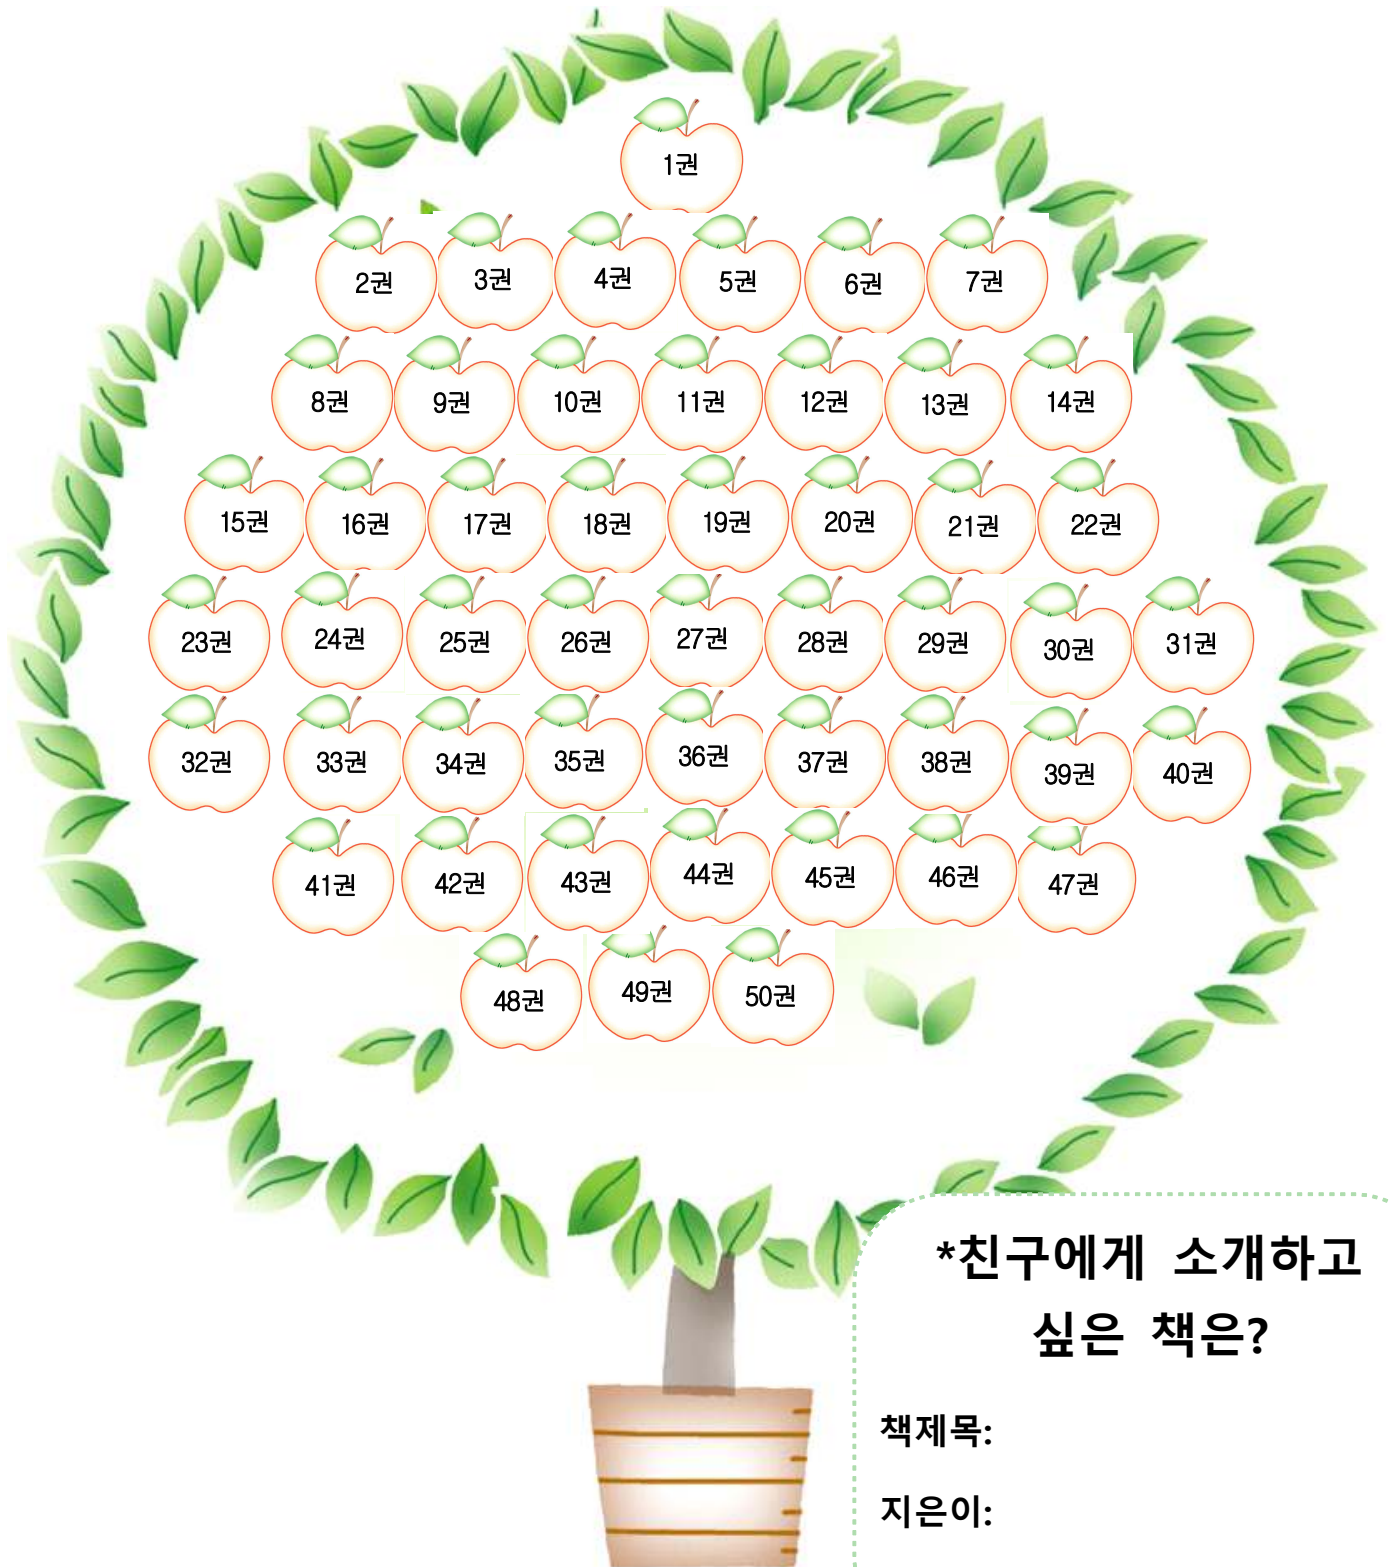 1권
2권 3권 4권 5권 6권 7권
8권 9권 10권 11권 12권 13권 14권
15권 16권 17권 18권 19권 20권 21권 22권
23권 24권 25권 26권 27권 28권 29권 30권 31권
32권 33권 34권 35권 36권 37권 38권 39권 40권
41권 42권 43권 44권 45권 46권 47권
48권 49권 50권
*친구에게 소개하고
싶은 책은?
책제목:
지은이: